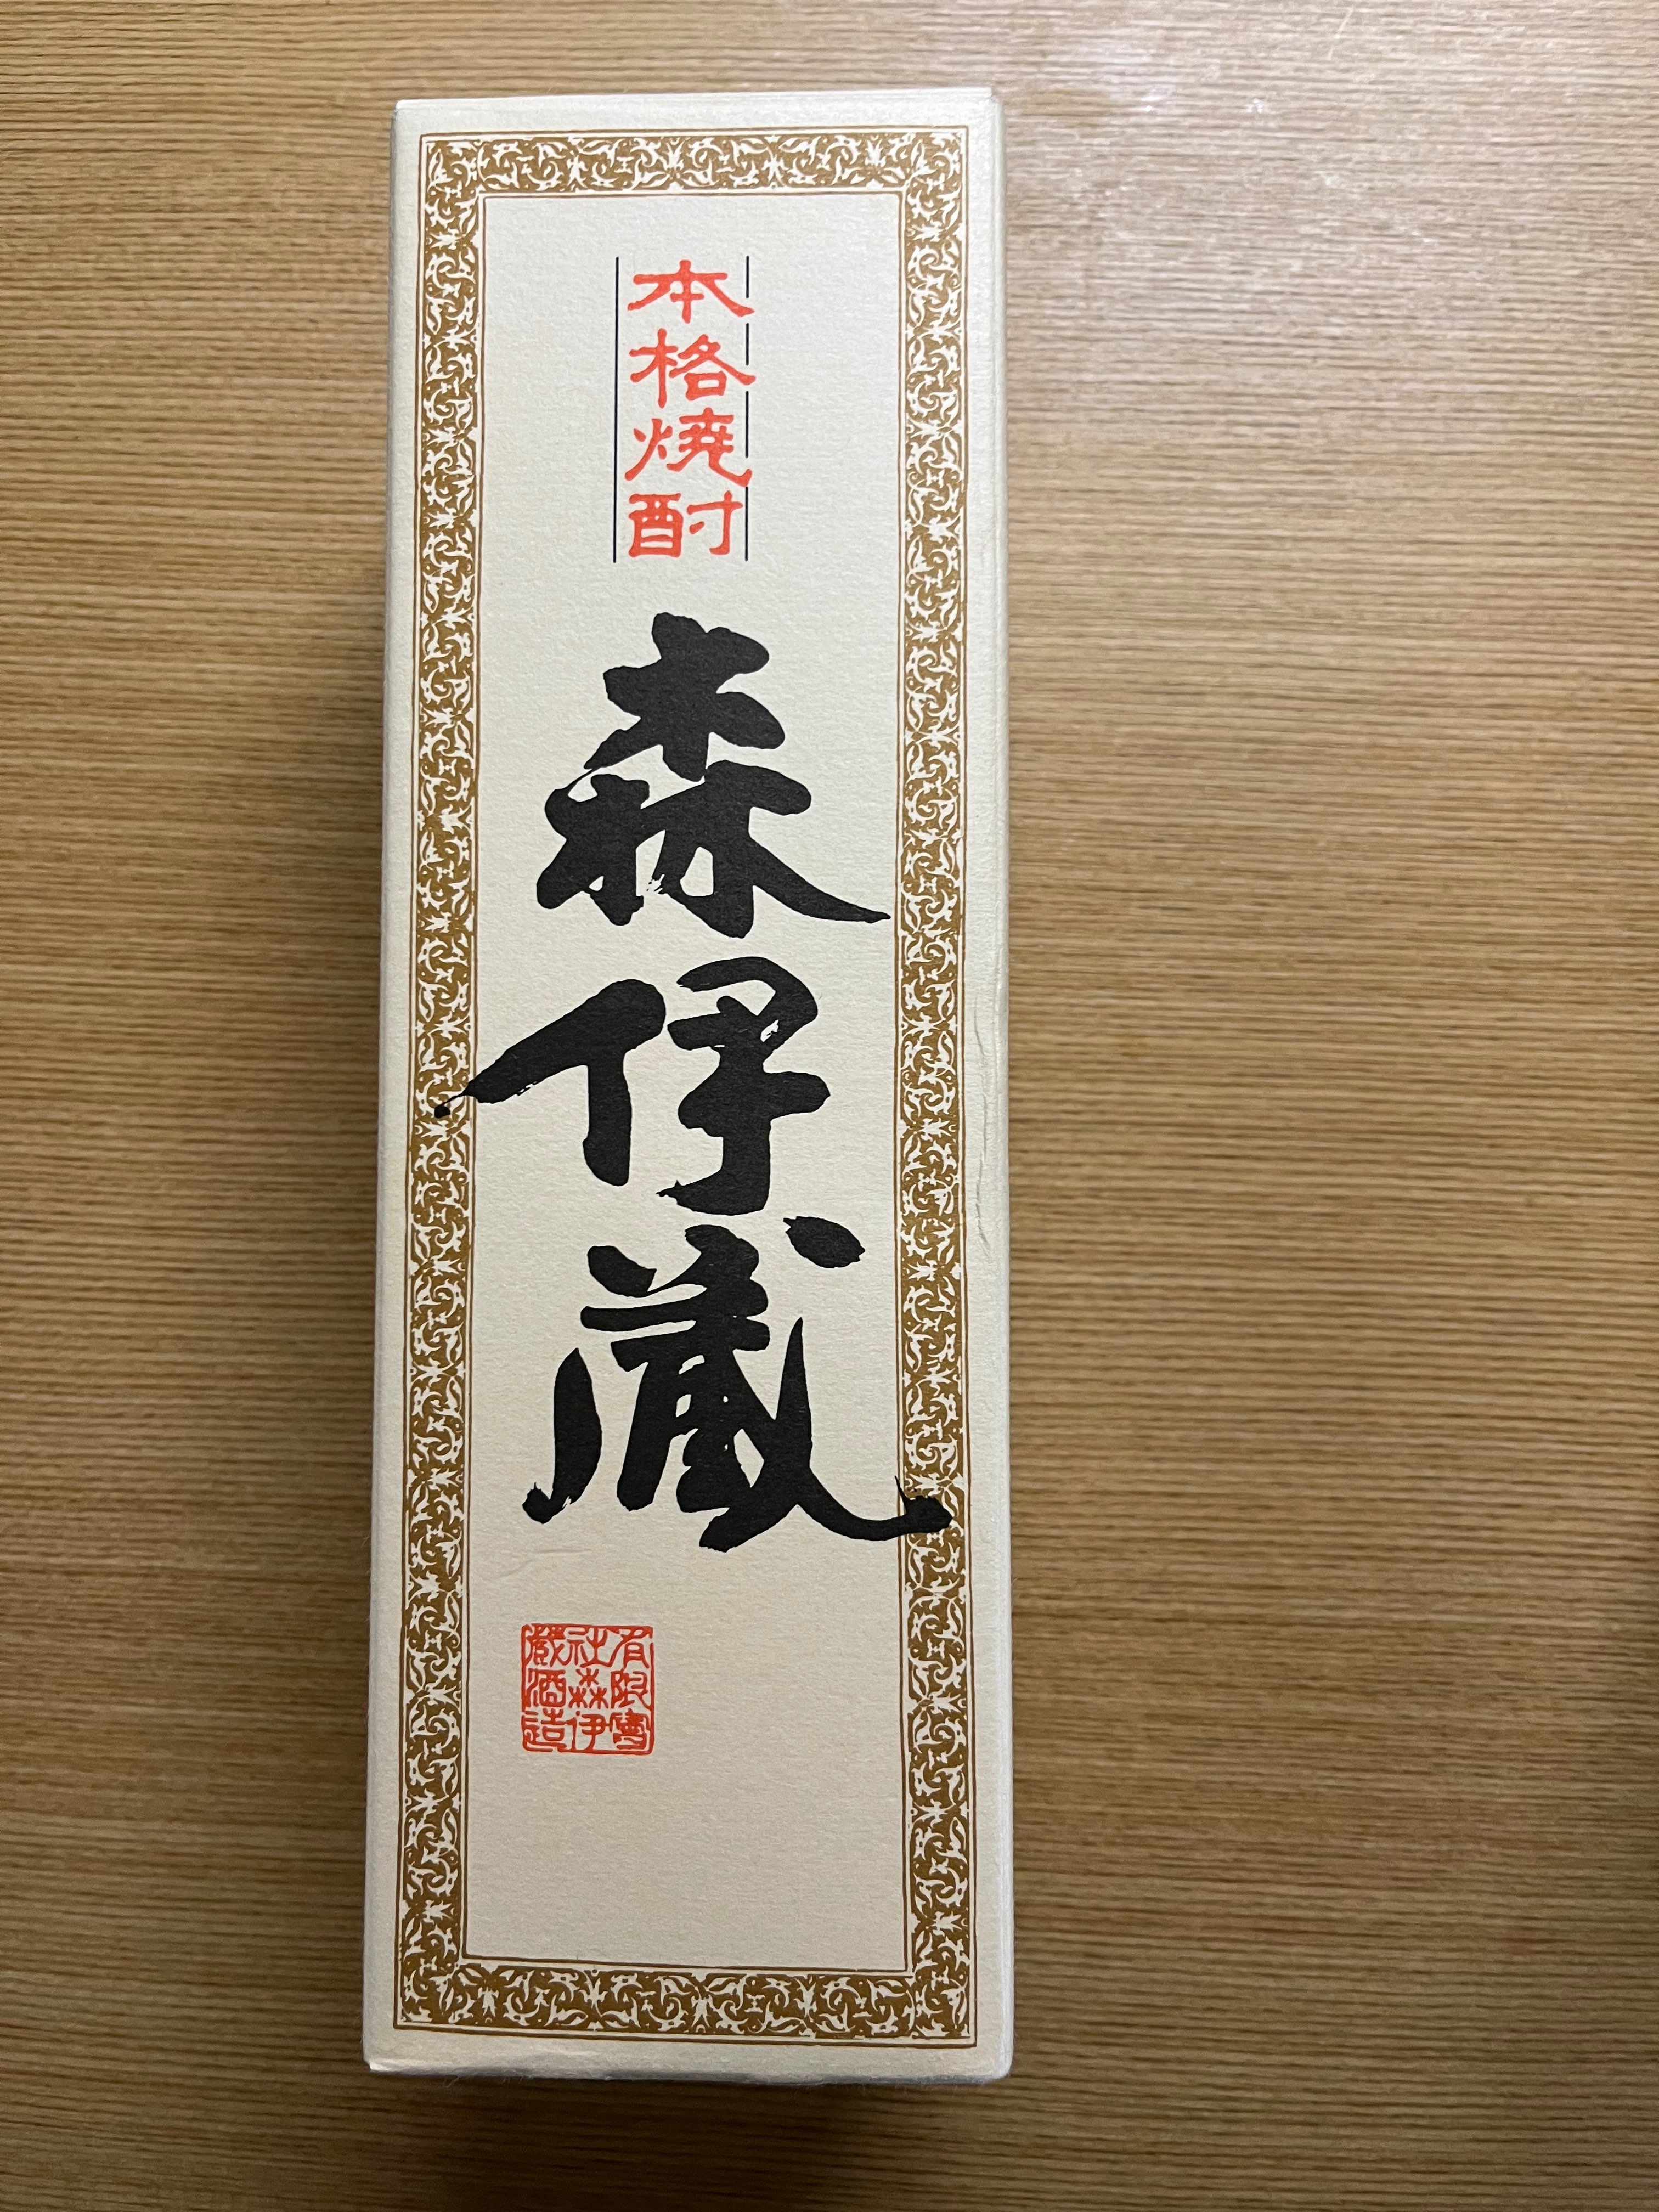 本格焼酎
森伊蔵
有限會
社森伊
蔵酒造